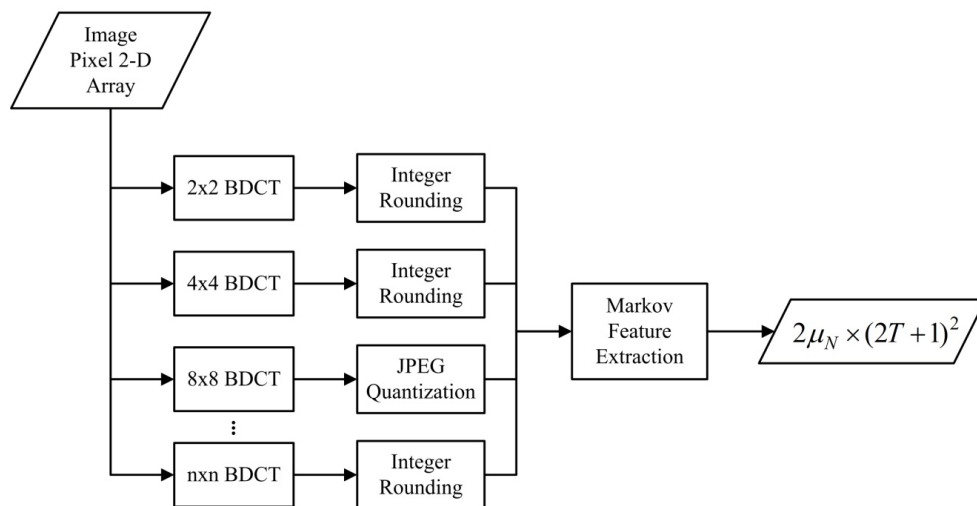 Image
Pixel 2-D
Array
2x2 BDCT
Integer
Rounding
4x4 BDCT
Integer
Rounding
Markov
Feature
Extraction
2μ_N × (2T + 1)²
8x8 BDCT
JPEG
Quantization
⋮
nxn BDCT
Integer
Rounding